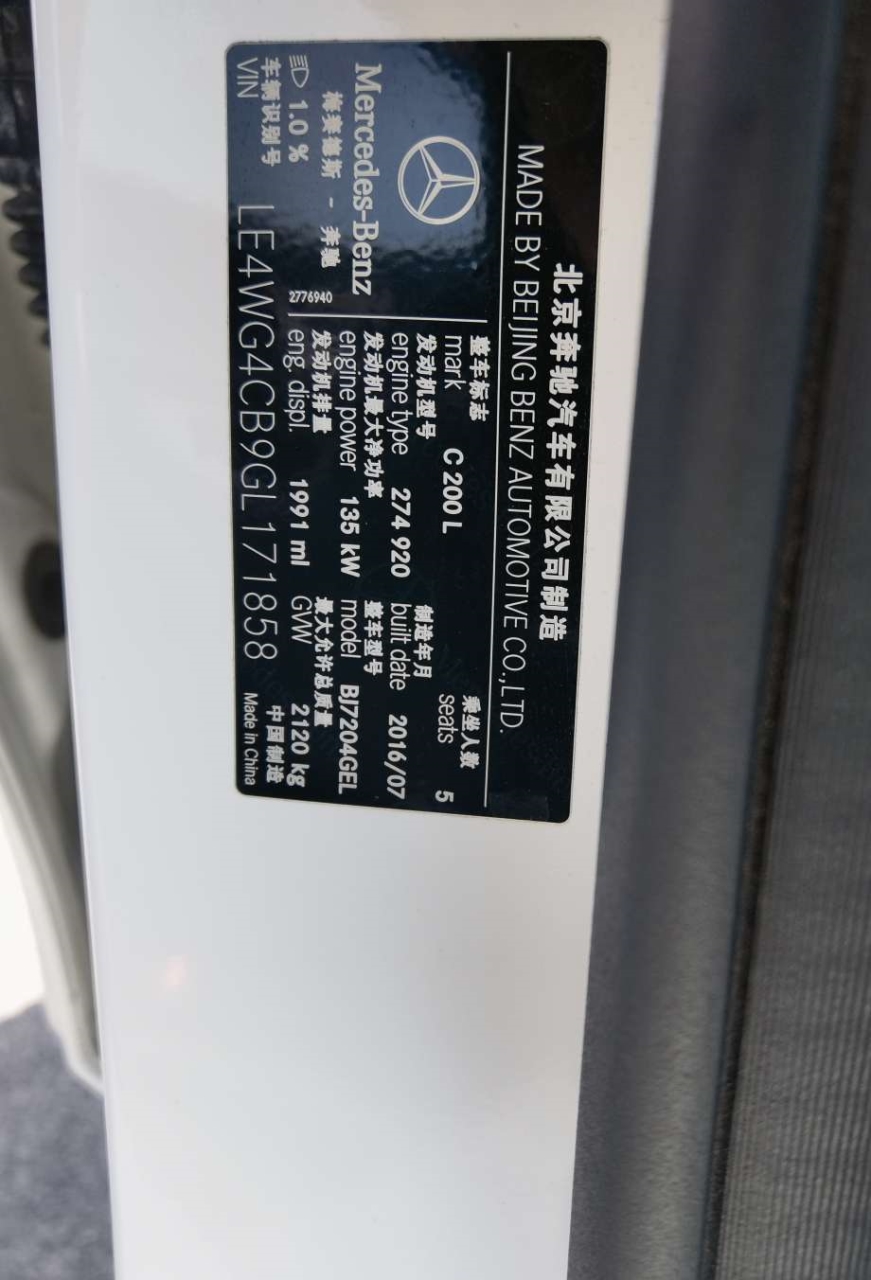 北京奔驰汽车有限公司制造
MADE BY BEIJING BENZ AUTOMOTIVE CO.,LTD.
乘坐人数
seats 5
整车标志
mark C 200 L
发动机型号
engine type 274 920
制造年月
built date 2016/07
发动机最大净功率
engine power 135 kW
整车型号
model BJ7204GEL
发动机排量
eng. displ. 1991 ml
最大允许总质量
GVW 2120 kg
Mercedes-Benz
梅赛德斯 - 奔驰
1.0 %
2776940
车辆识别号
VIN LE4WG4CB9GL171858
中国制造
Made in China